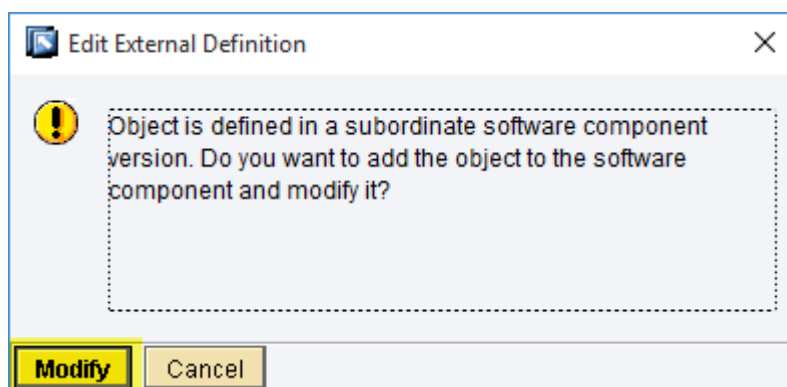 Edit External Definition
Object is defined in a subordinate software component
version. Do you want to add the object to the software
component and modify it?
Modify
Cancel